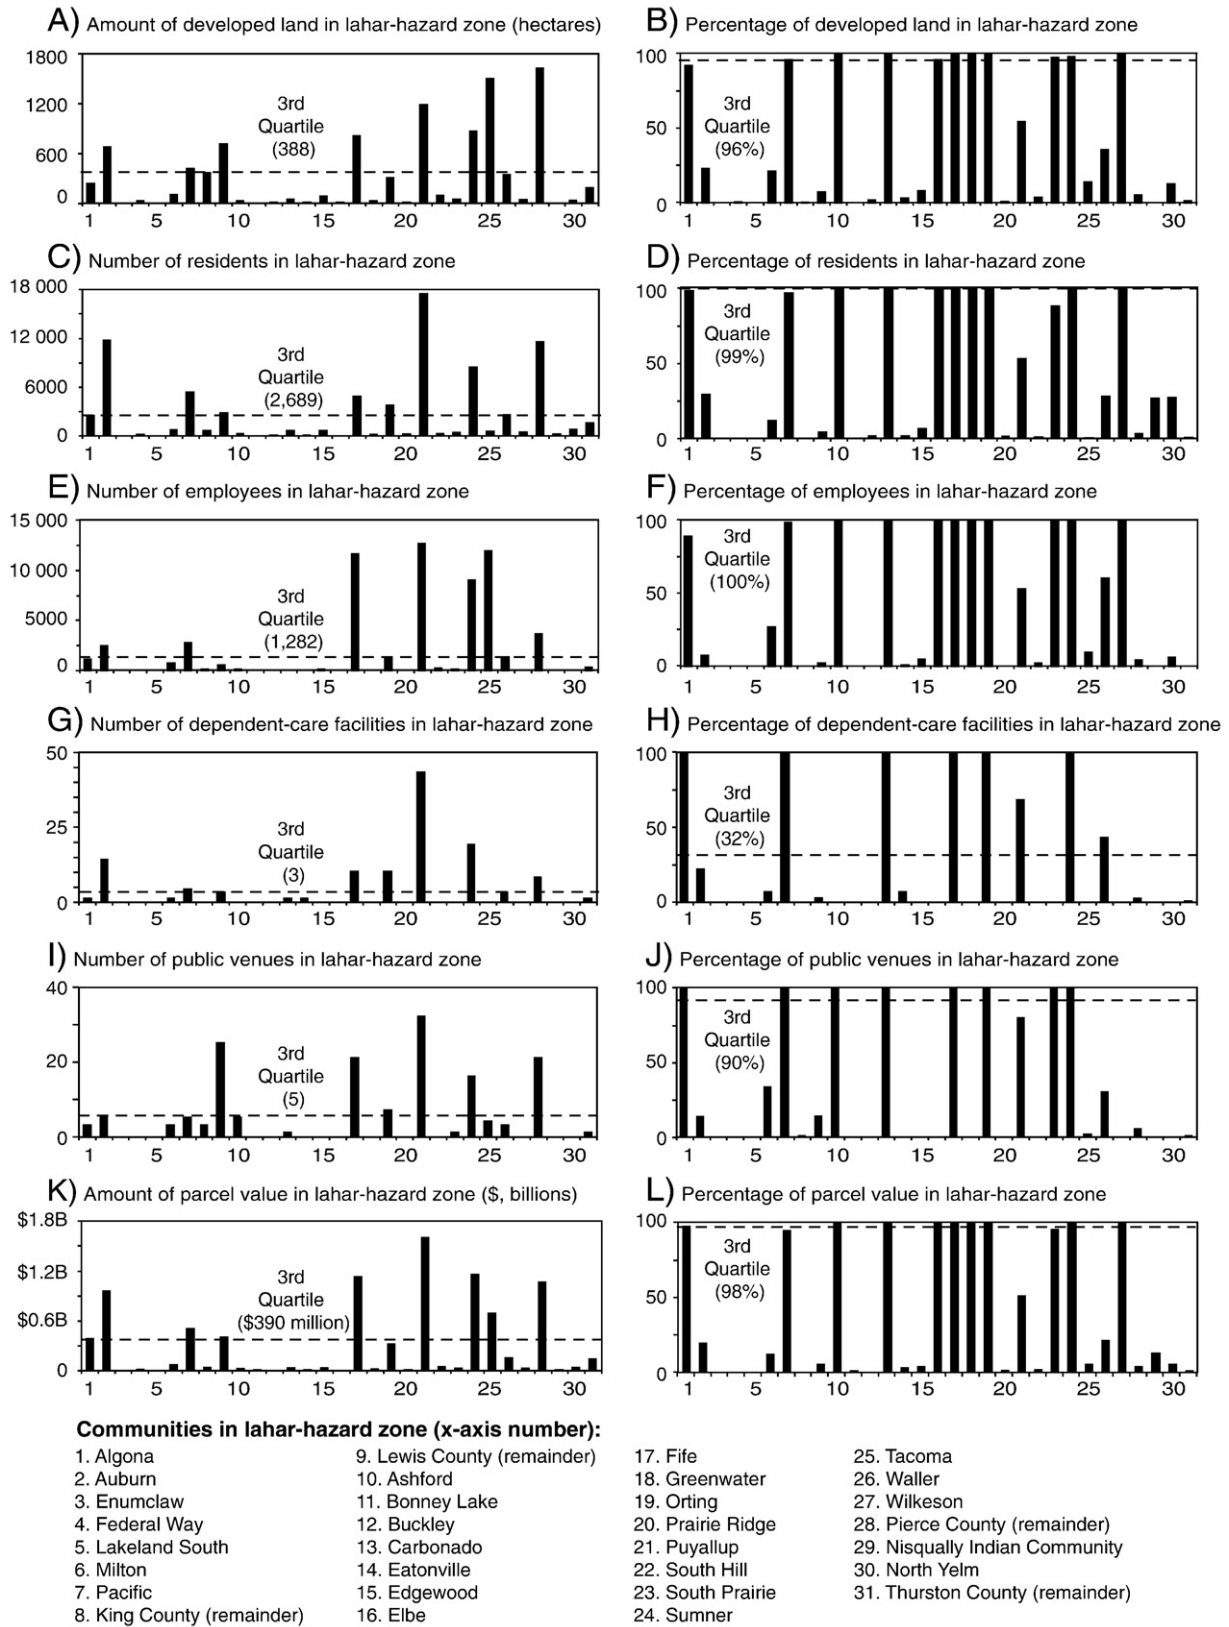 A) Amount of developed land in lahar-hazard zone (hectares)
1800
1200
600
0
3rd
Quartile
(388)
1 5 10 15 20 25 30
B) Percentage of developed land in lahar-hazard zone
100
50
0
3rd
Quartile
(96%)
1 5 10 15 20 25 30
C) Number of residents in lahar-hazard zone
18 000
12 000
6000
0
3rd
Quartile
(2,689)
1 5 10 15 20 25 30
D) Percentage of residents in lahar-hazard zone
100
50
0
3rd
Quartile
(99%)
1 5 10 15 20 25 30
E) Number of employees in lahar-hazard zone
15 000
10 000
5000
0
3rd
Quartile
(1,282)
1 5 10 15 20 25 30
F) Percentage of employees in lahar-hazard zone
100
50
0
3rd
Quartile
(100%)
1 5 10 15 20 25 30
G) Number of dependent-care facilities in lahar-hazard zone
50
25
0
3rd
Quartile
(3)
1 5 10 15 20 25 30
H) Percentage of dependent-care facilities in lahar-hazard zone
100
50
0
3rd
Quartile
(32%)
1 5 10 15 20 25 30
I) Number of public venues in lahar-hazard zone
40
20
0
3rd
Quartile
(5)
1 5 10 15 20 25 30
J) Percentage of public venues in lahar-hazard zone
100
50
0
3rd
Quartile
(90%)
1 5 10 15 20 25 30
K) Amount of parcel value in lahar-hazard zone ($, billions)
$1.8B
$1.2B
$0.6B
0
3rd
Quartile
($390 million)
1 5 10 15 20 25 30
L) Percentage of parcel value in lahar-hazard zone
100
50
0
3rd
Quartile
(98%)
1 5 10 15 20 25 30
Communities in lahar-hazard zone (x-axis number):
1. Algona
2. Auburn
3. Enumclaw
4. Federal Way
5. Lakeland South
6. Milton
7. Pacific
8. King County (remainder)
9. Lewis County (remainder)
10. Ashford
11. Bonney Lake
12. Buckley
13. Carbonado
14. Eatonville
15. Edgewood
16. Elbe
17. Fife
18. Greenwater
19. Orting
20. Prairie Ridge
21. Puyallup
22. South Hill
23. South Prairie
24. Sumner
25. Tacoma
26. Waller
27. Wilkeson
28. Pierce County (remainder)
29. Nisqually Indian Community
30. North Yelm
31. Thurston County (remainder)